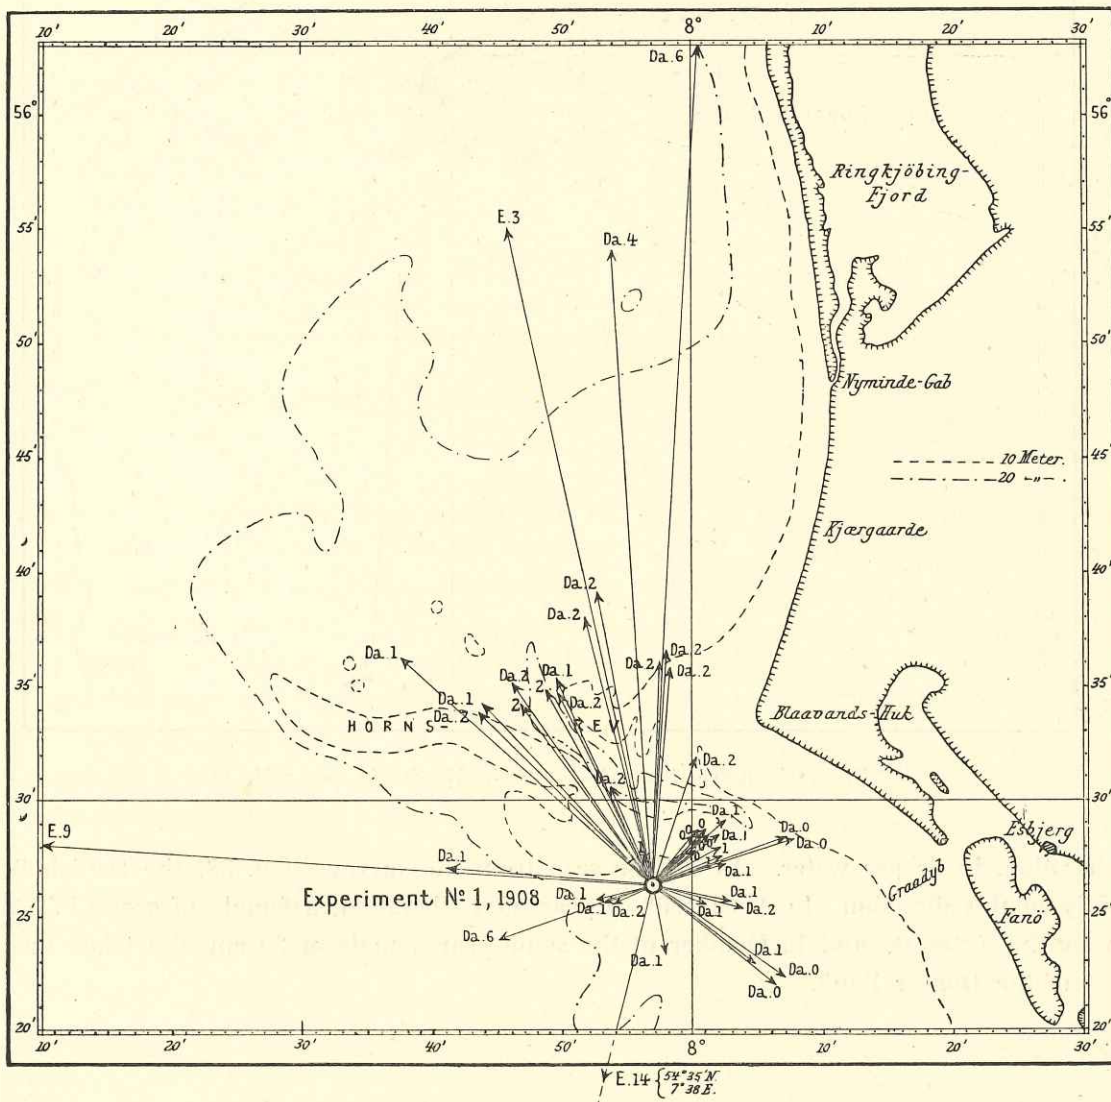 10' 20' 30' 40' 50' 8° 10' 20' 30'
Da.6
56° 56°
Ringkjöbing-
Fjord
E.3
Da.4
55' 55'
50' 50'
Nyminde-Gab
45' 45'
10 Meter.
20 -"-
Kjærgaarde
40' 40'
Da.2
Da.2
Da.1
Da.2
Da.2
Da.2
Da.2
Da.1
2
35' 35'
Da.1
Da.2
2
Da.2
HORNS- REV
Blaavands-Huk
Da.2
Da.2
30' 30'
Da.1
Da.0
Da.1
Da.0
Esbjerg
E.9
Da.1
Da.1
Graadyb
Experiment No 1, 1908
Da.1
Da.1
Da.2
Da.1
Da.1
Da.2
25' 25'
Fanö
Da.6
Da.1
Da.1
Da.0
Da.0
20' 20'
10' 20' 30' 40' 50' 8° 10' 20' 30'
E.14 { 54° 35' N.
7° 38 E.